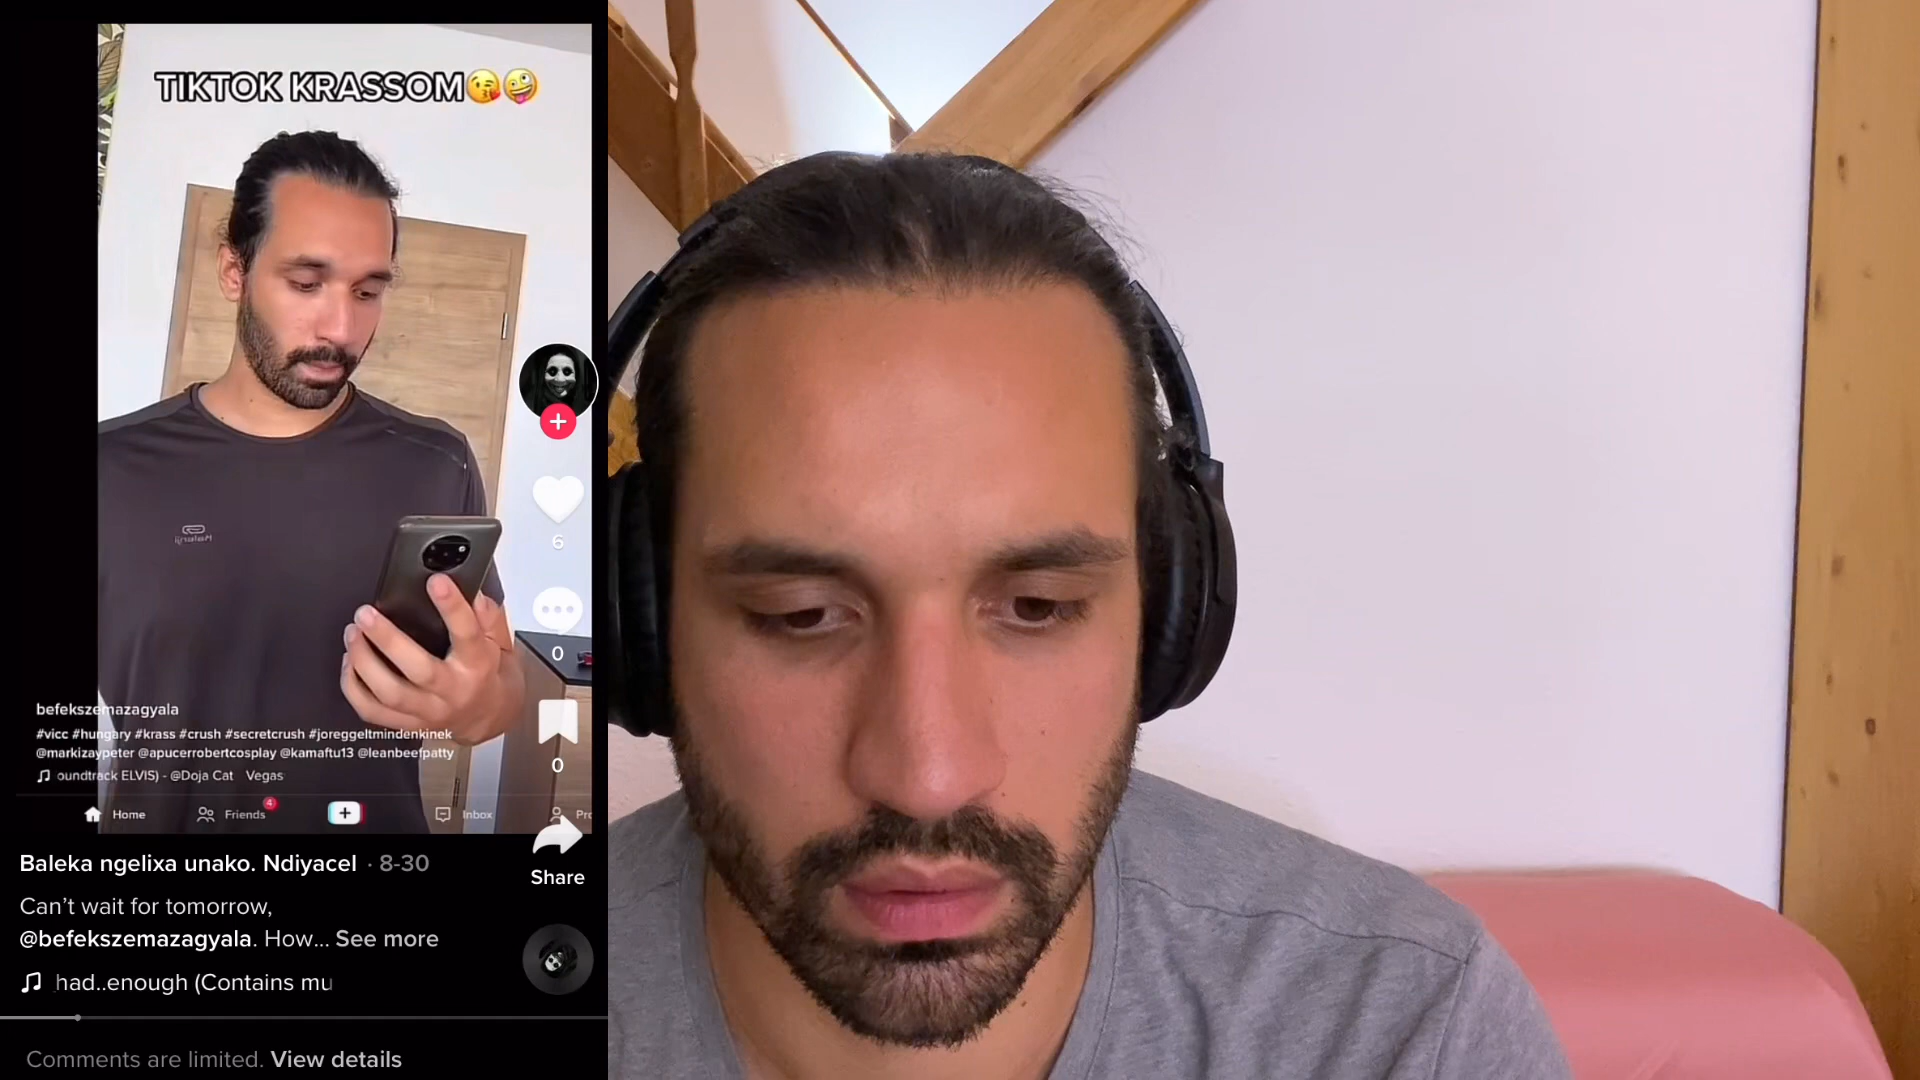 TIKTOK KRASSOM😘🤪
Malerij
6
0
0
befekszemazagyala
#vicc #hungary #krass #crush #secretcrush #joreggeltmindenkinek
@markizaypeter @apucerrobertcosplay @kamaftu13 @leanbeefpatty
oundtrack ELVIS) - @Doja Cat Vegas
Home
Friends
4
Inbox
Pro
Share
Baleka ngelixa unako. Ndiyacel · 8-30
Can’t wait for tomorrow,
@befekszemazagyala. How... See more
had..enough (Contains mu
Comments are limited. View details